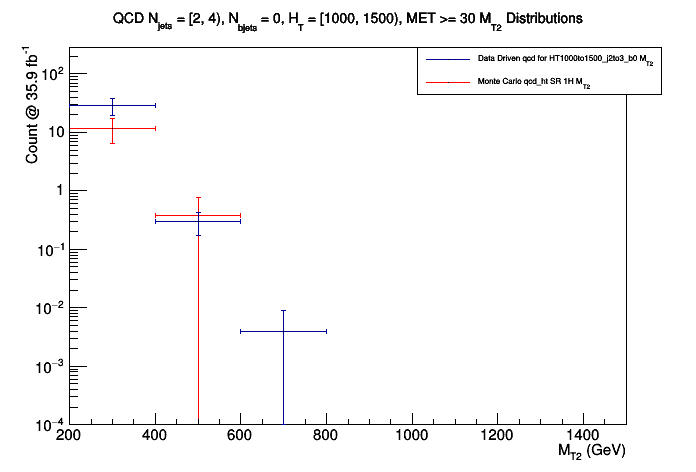 QCD N_jets = [2, 4), N_bjets = 0, H_T = [1000, 1500), MET >= 30 M_T2 Distributions
Data Driven qcd for HT1000to1500_j2to3_b0 M_T2
Monte Carlo qcd_ht SR 1H M_T2
Count @ 35.9 fb^-1
10^2
10
1
10^-1
10^-2
10^-3
10^-4
200 400 600 800 1000 1200 1400
M_T2 (GeV)